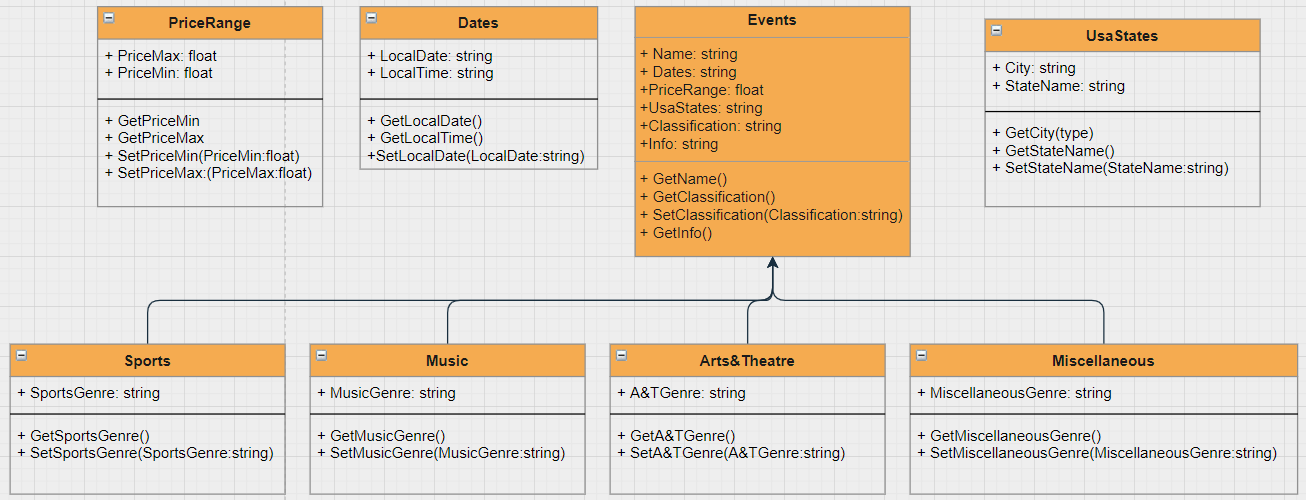 PriceRange
+ PriceMax: float
+ PriceMin: float
+ GetPriceMin
+ GetPriceMax
+ SetPriceMin(PriceMin:float)
+ SetPriceMax:(PriceMax:float)
Dates
+ LocalDate: string
+ LocalTime: string
+ GetLocalDate()
+ GetLocalTime()
+SetLocalDate(LocalDate:string)
Events
+ Name: string
+ Dates: string
+PriceRange: float
+UsaStates: string
+Classification: string
+Info: string
+ GetName()
+ GetClassification()
+ SetClassification(Classification:string)
+ GetInfo()
UsaStates
+ City: string
+ StateName: string
+ GetCity(type)
+ GetStateName()
+ SetStateName(StateName:string)
Sports
+ SportsGenre: string
+ GetSportsGenre()
+ SetSportsGenre(SportsGenre:string)
Music
+ MusicGenre: string
+ GetMusicGenre()
+ SetMusicGenre(MusicGenre:string)
Arts&Theatre
+ A&TGenre: string
+ GetA&TGenre()
+ SetA&TGenre(A&TGenre:string)
Miscellaneous
+ MiscellaneousGenre: string
+ GetMiscellaneousGenre()
+ SetMiscellaneousGenre(MiscellaneousGenre:string)